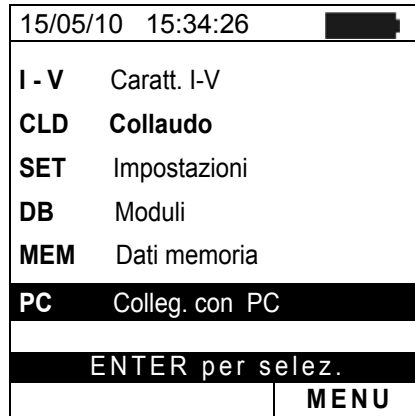 15/05/10 15:34:26
I - V Caratt. I-V
CLD Collaudo
SET Impostazioni
DB Moduli
MEM Dati memoria
PC Colleg. con PC
ENTER per selez.
MENU